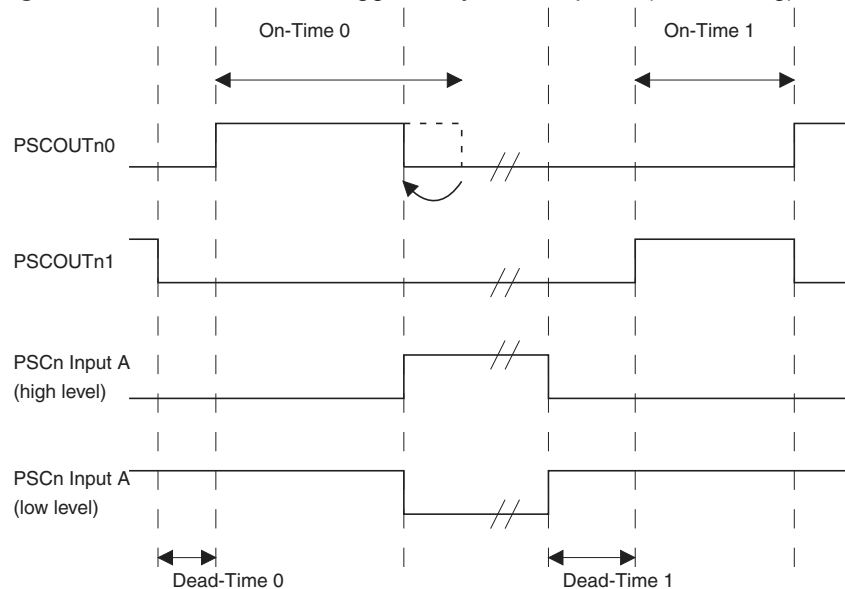 On-Time 0
On-Time 1
PSCOUTn0
PSCOUTn1
PSCn Input A
(high level)
PSCn Input A
(low level)
Dead-Time 0
Dead-Time 1